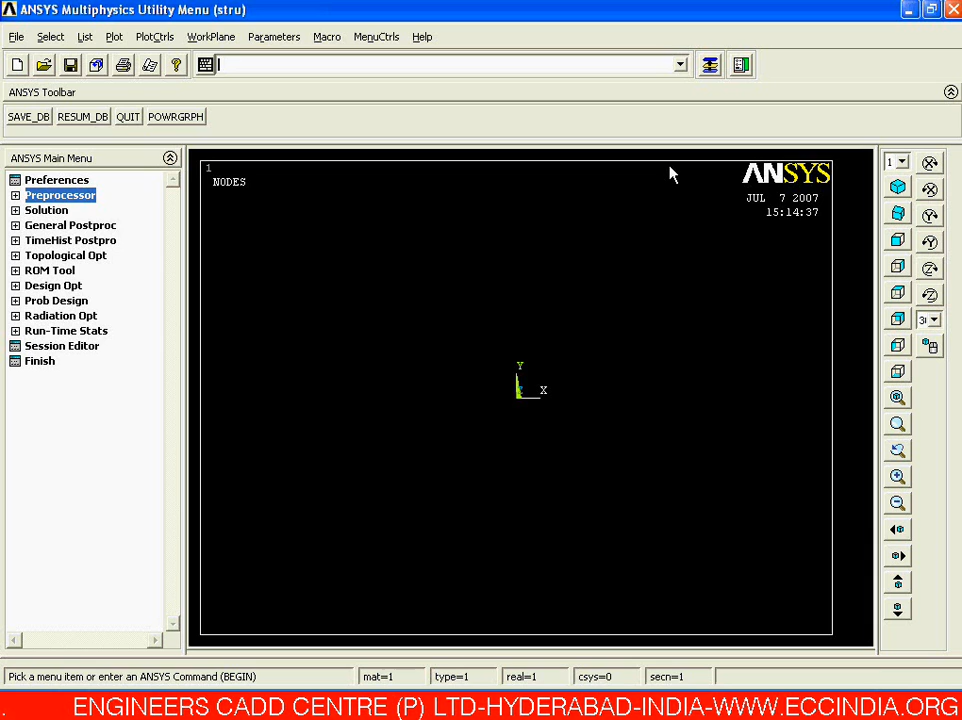 ANSYS Multiphysics Utility Menu (stru)
File Select List Plot PlotCtrls WorkPlane Parameters Macro MenuCtrls Help
ANSYS Toolbar
SAVE_DB RESUM_DB QUIT POWRGRPH
ANSYS Main Menu
Preferences
Preprocessor
Solution
General Postproc
TimeHist Postpro
Topological Opt
ROM Tool
Design Opt
Prob Design
Radiation Opt
Run-Time Stats
Session Editor
Finish
1
NODES
ANSYS
JUL 7 2007
15:14:37
Y
X
1
Pick a menu item or enter an ANSYS Command (BEGIN) mat=1 type=1 real=1 csys=0 secn=1
. ENGINEERS CADD CENTRE (P) LTD-HYDERABAD-INDIA-WWW.ECCINDIA.ORG